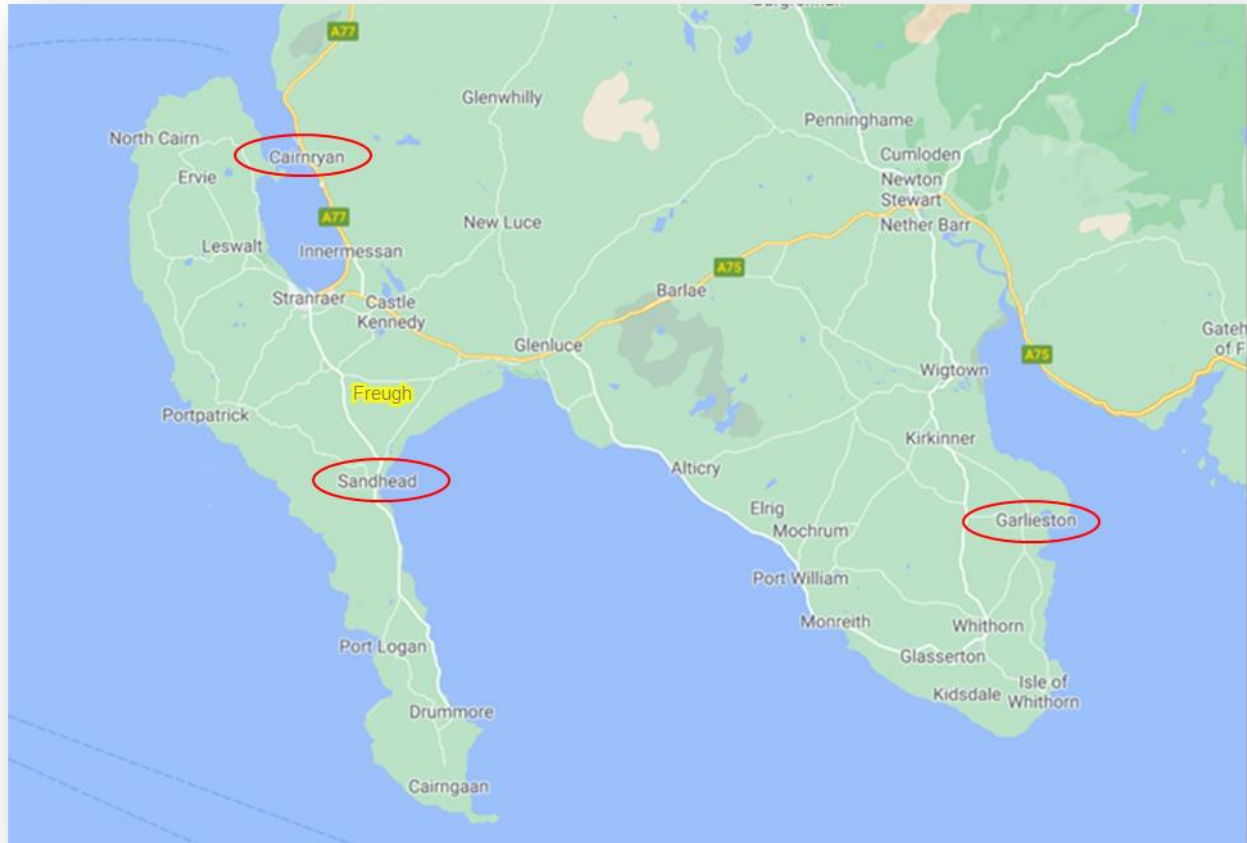 A77
Glenwhilly
Penninghame
North Cairn
Cairnryan
Cumloden
Ervie
Newton
Stewart
A77
New Luce
Nether Barr
Leswalt
Innermessan
A75
Stranraer
Castle
Kennedy
Barlae
Glenluce
A75
Wigtown
Freugh
Portpatrick
Kirkinner
Sandhead
Alticry
Elrig
Mochrum
Garlieston
Port William
Monreith
Whithorn
Port Logan
Glasserton
Kidsdale
Isle of
Whithorn
Drummore
Cairngaan